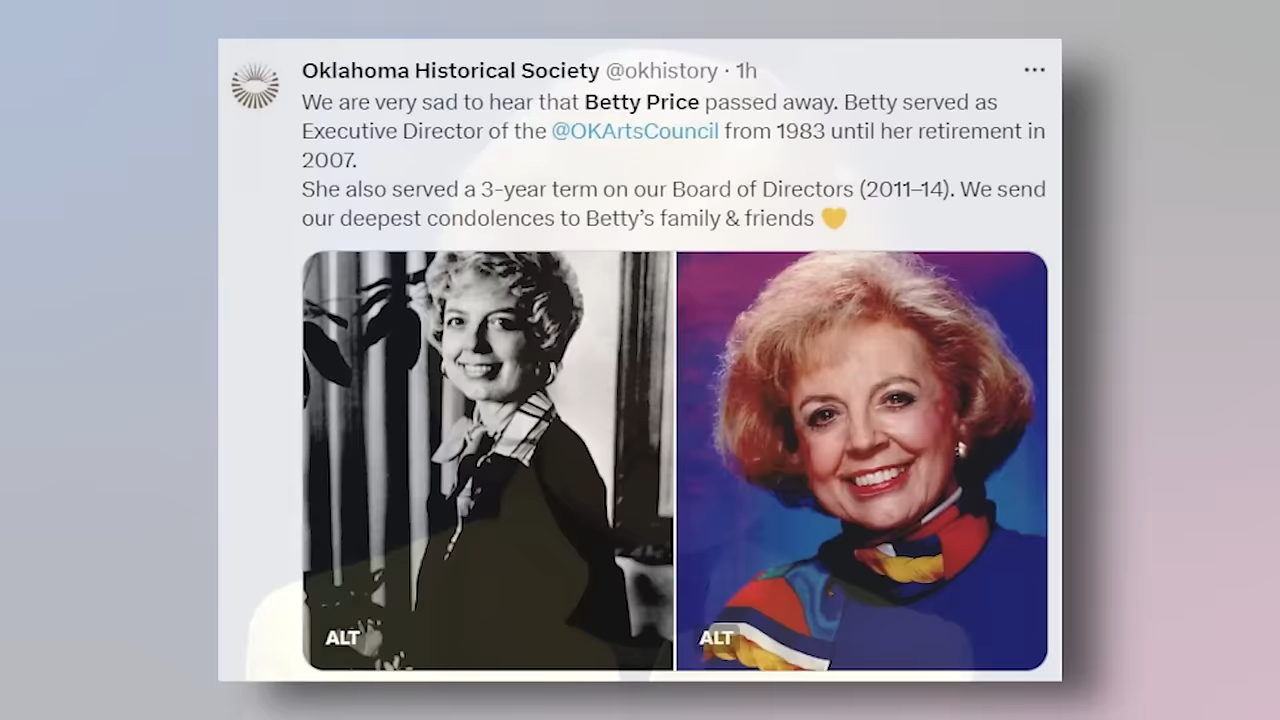 Oklahoma Historical Society @okhistory · 1h
We are very sad to hear that Betty Price passed away. Betty served as
Executive Director of the @OKArtsCouncil from 1983 until her retirement in
2007.
She also served a 3-year term on our Board of Directors (2011–14). We send
our deepest condolences to Betty’s family & friends 💛
ALT
ALT